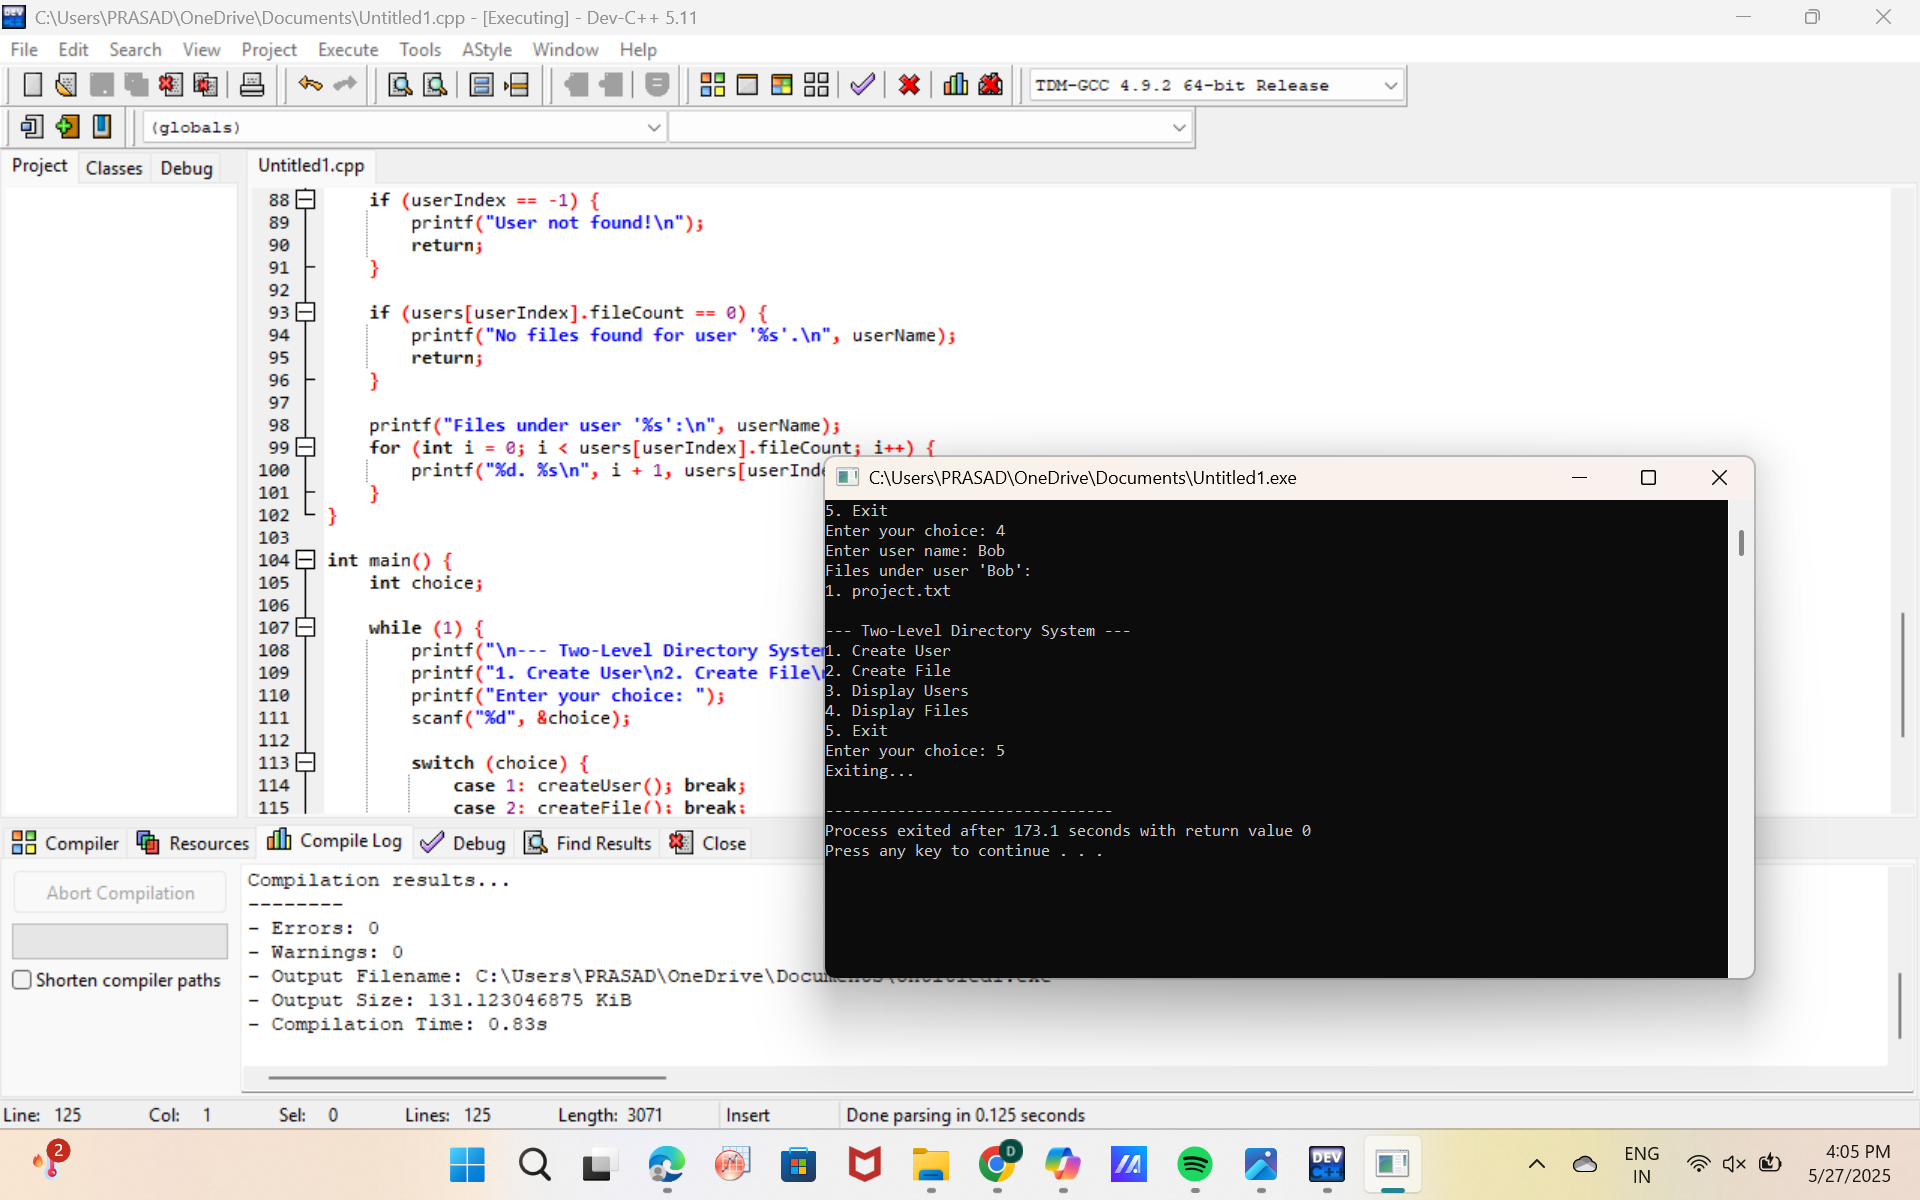 C:\Users\PRASAD\OneDrive\Documents\Untitled1.cpp - [Executing] - Dev-C++ 5.11
File Edit Search View Project Execute Tools AStyle Window Help
TDM-GCC 4.9.2 64-bit Release
(globals)
Project Classes Debug
Untitled1.cpp
88 if (userIndex == -1) {
89 printf("User not found!\n");
90 return;
91 }
92
93 if (users[userIndex].fileCount == 0) {
94 printf("No files found for user '%s'.\n", userName);
95 return;
96 }
97
98 printf("Files under user '%s':\n", userName);
99 for (int i = 0; i < users[userIndex].fileCount; i++) {
100 printf("%d. %s\n", i + 1, users[userInde
101 }
102 }
103
104 int main() {
105 int choice;
106
107 while (1) {
108 printf("\n--- Two-Level Directory System
109 printf("1. Create User\n2. Create File\
110 printf("Enter your choice: ");
111 scanf("%d", &choice);
112
113 switch (choice) {
114 case 1: createUser(); break;
115 case 2: createFile(); break;
C:\Users\PRASAD\OneDrive\Documents\Untitled1.exe
5. Exit
Enter your choice: 4
Enter user name: Bob
Files under user 'Bob':
1. project.txt
--- Two-Level Directory System ---
1. Create User
2. Create File
3. Display Users
4. Display Files
5. Exit
Enter your choice: 5
Exiting...
--------------------------------
Process exited after 173.1 seconds with return value 0
Press any key to continue . . .
Compiler Resources Compile Log Debug Find Results Close
Abort Compilation
Shorten compiler paths
Compilation results...
--------
- Errors: 0
- Warnings: 0
- Output Filename: C:\Users\PRASAD\OneDrive\Documents\Untitled1.exe
- Output Size: 131.123046875 KiB
- Compilation Time: 0.83s
Line: 125 Col: 1 Sel: 0 Lines: 125 Length: 3071 Insert Done parsing in 0.125 seconds
2
D
DEV C++
ENG
IN
4:05 PM
5/27/2025